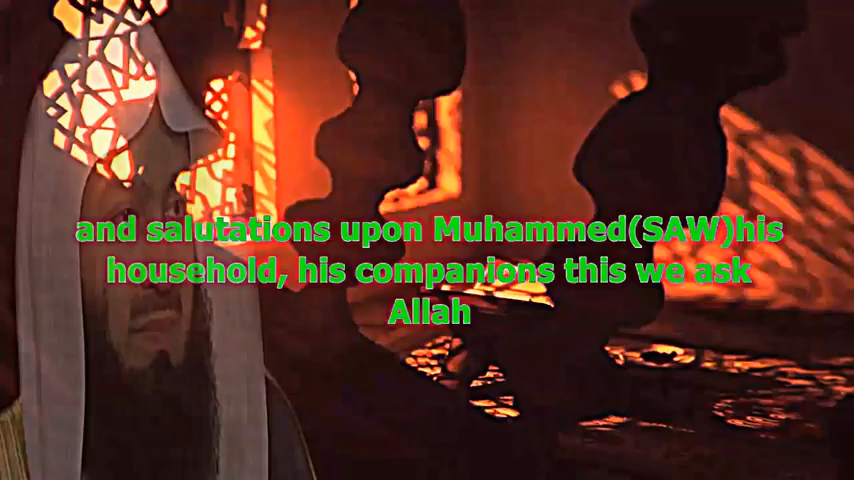 and salutations upon Muhammed(SAW)his
household, his companions this we ask
Allah